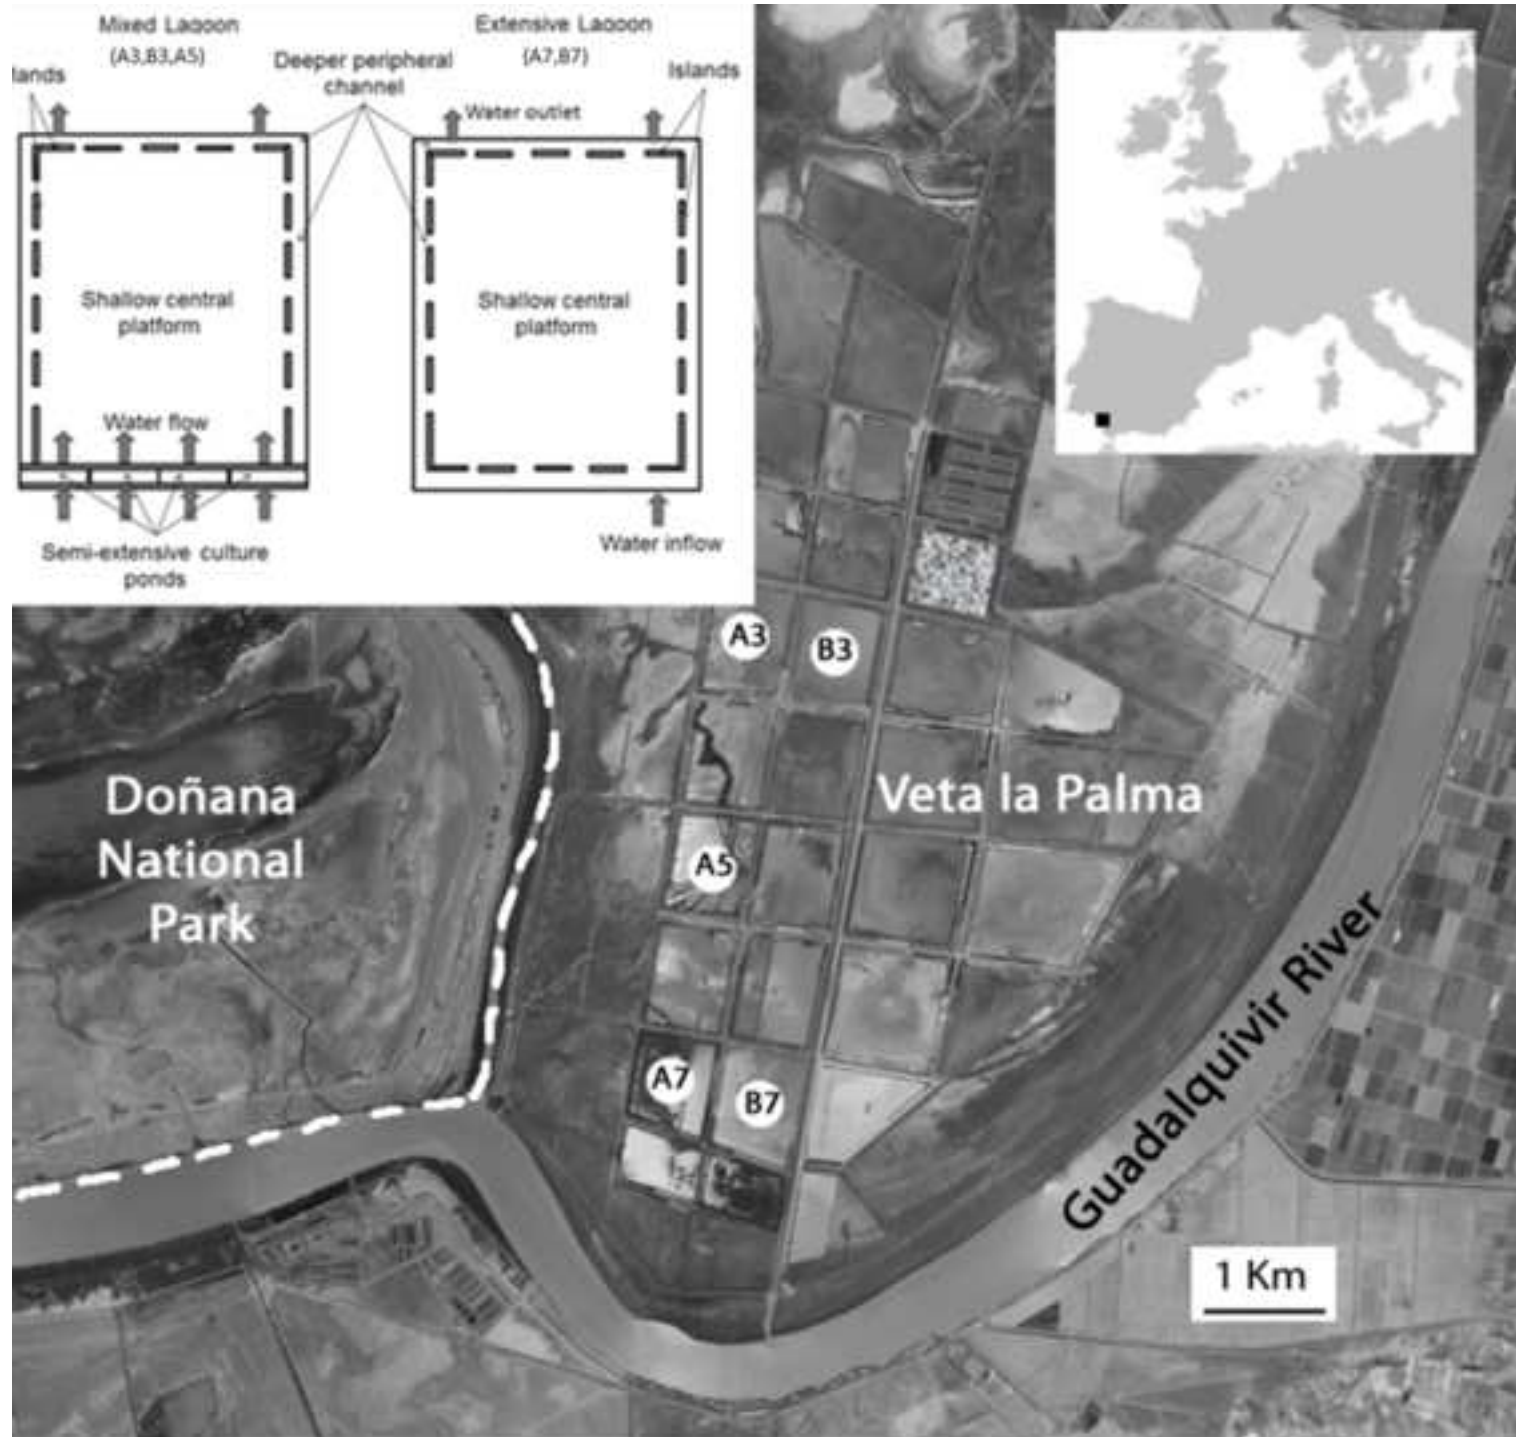 Mixed Lagoon
(A3,B3,A5)
Extensive Lagoon
(A7,B7)
lands
Deeper peripheral
channel
Islands
Water outlet
Shallow central
platform
Shallow central
platform
Water flow
Semi-extensive culture
ponds
Water inflow
A3
B3
Doñana
National
Park
Veta la Palma
A5
A7
B7
Guadalquivir River
1 Km